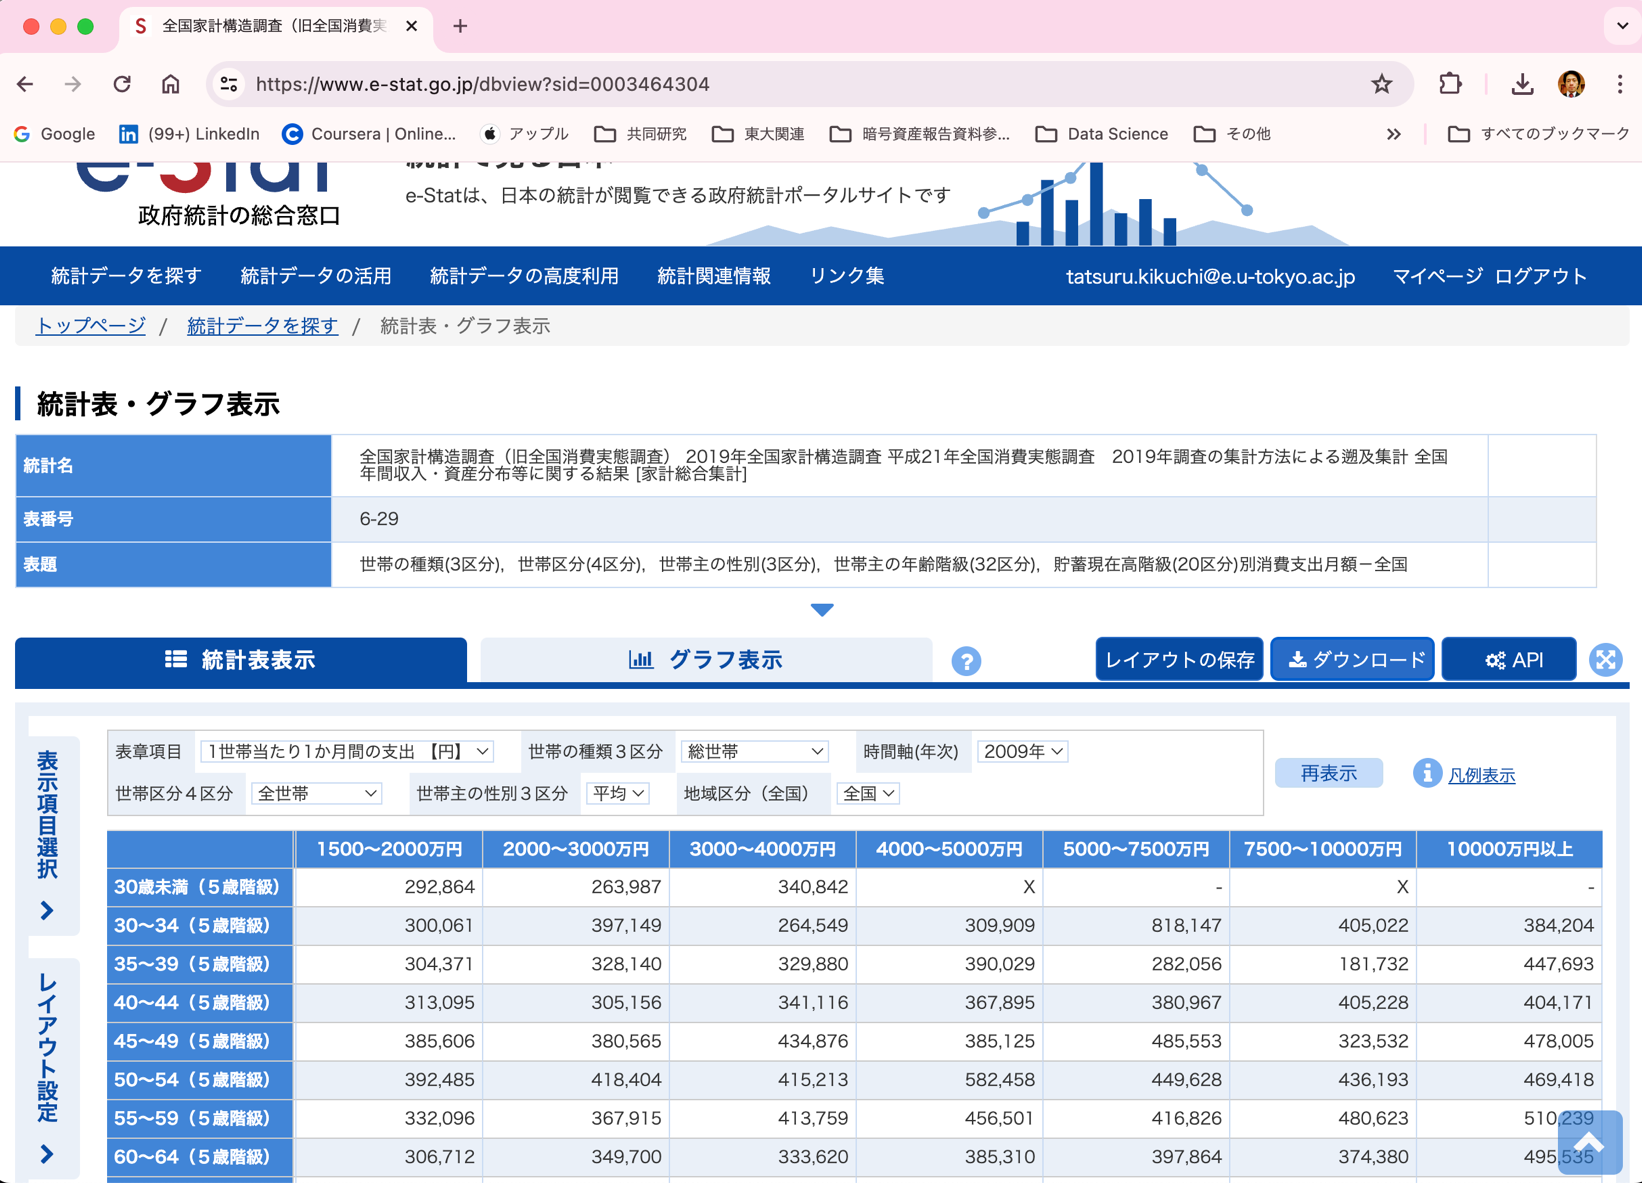 全国家計構造調査（旧全国消費実
https://www.e-stat.go.jp/dbview?sid=0003464304
Google (99+) LinkedIn Coursera | Online... アップル 共同研究 東大関連 暗号資産報告資料参... Data Science その他 » すべてのブックマーク
e-Stat 統計で見る日本
政府統計の総合窓口 e-Statは、日本の統計が閲覧できる政府統計ポータルサイトです
統計データを探す 統計データの活用 統計データの高度利用 統計関連情報 リンク集 tatsuru.kikuchi@e.u-tokyo.ac.jp マイページ ログアウト
トップページ / 統計データを探す / 統計表・グラフ表示
統計表・グラフ表示
統計名 全国家計構造調査（旧全国消費実態調査） 2019年全国家計構造調査 平成21年全国消費実態調査　2019年調査の集計方法による遡及集計 全国
年間収入・資産分布等に関する結果 [家計総合集計]
表番号 6-29
表題 世帯の種類(3区分)，世帯区分(4区分)，世帯主の性別(3区分)，世帯主の年齢階級(32区分)，貯蓄現在高階級(20区分)別消費支出月額－全国
統計表表示 グラフ表示 ? レイアウトの保存 ダウンロード API
表示項目選択
レイアウト設定
表章項目 1世帯当たり1か月間の支出 【円】 世帯の種類３区分 総世帯 時間軸(年次) 2009年
再表示 凡例表示
世帯区分４区分 全世帯 世帯主の性別３区分 平均 地域区分（全国） 全国
1500～2000万円 2000～3000万円 3000～4000万円 4000～5000万円 5000～7500万円 7500～10000万円 10000万円以上
30歳未満（５歳階級） 292,864 263,987 340,842 X - X -
30～34（５歳階級） 300,061 397,149 264,549 309,909 818,147 405,022 384,204
35～39（５歳階級） 304,371 328,140 329,880 390,029 282,056 181,732 447,693
40～44（５歳階級） 313,095 305,156 341,116 367,895 380,967 405,228 404,171
45～49（５歳階級） 385,606 380,565 434,876 385,125 485,553 323,532 478,005
50～54（５歳階級） 392,485 418,404 415,213 582,458 449,628 436,193 469,418
55～59（５歳階級） 332,096 367,915 413,759 456,501 416,826 480,623 510,239
60～64（５歳階級） 306,712 349,700 333,620 385,310 397,864 374,380 495,535